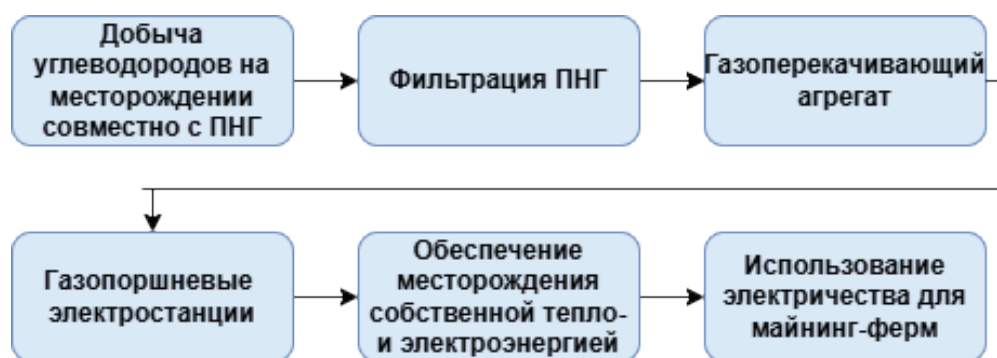 Добыча
углеводородов на
месторождении
совместно с ПНГ
Фильтрация ПНГ
Газоперекачивающий
агрегат
Газопоршневые
электростанции
Обеспечение
месторождения
собственной тепло-
и электроэнергией
Использование
электричества для
майнинг-ферм